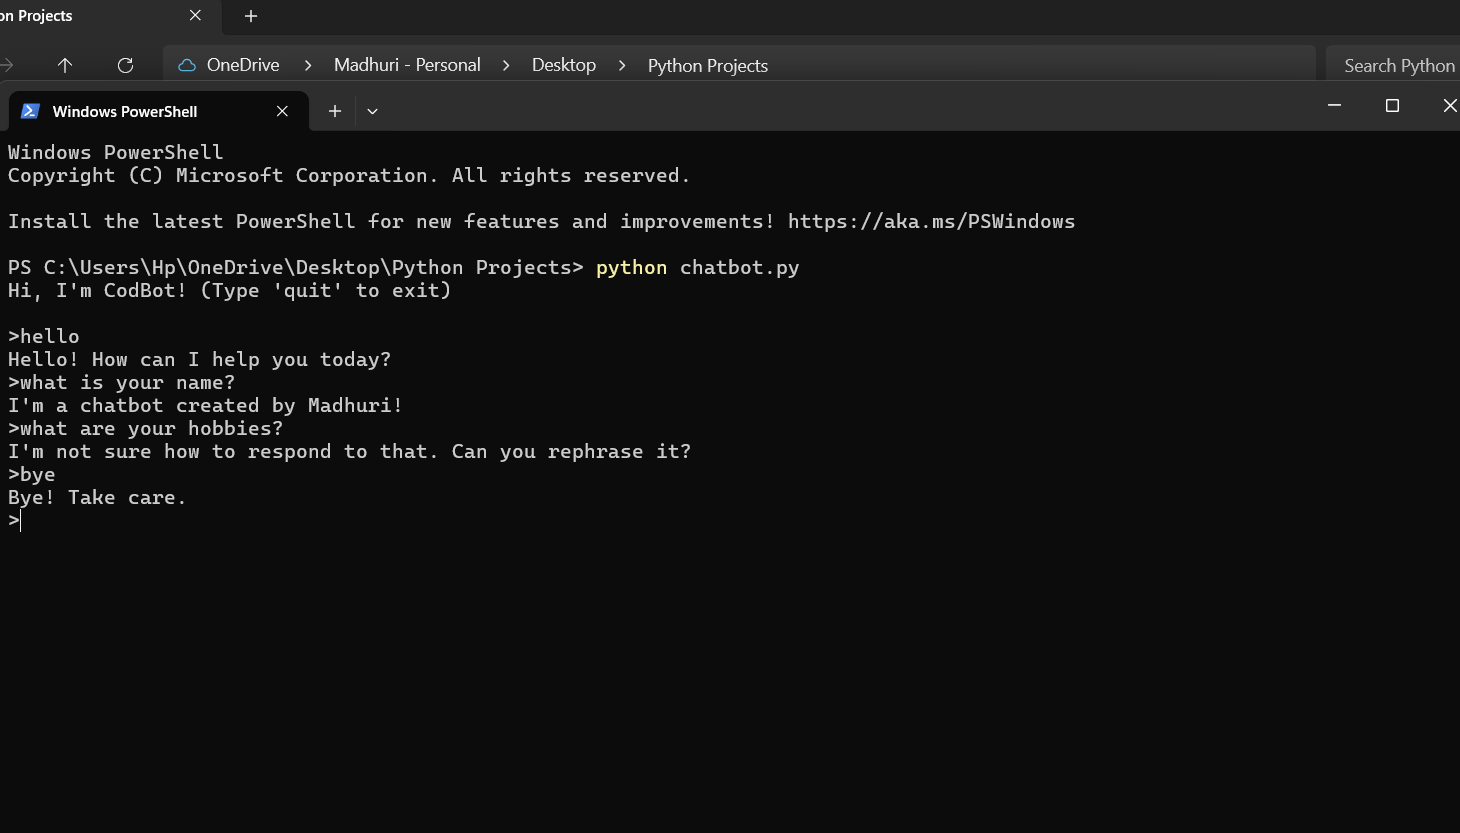 on Projects
OneDrive > Madhuri - Personal > Desktop > Python Projects
Search Python
Windows PowerShell
Windows PowerShell
Copyright (C) Microsoft Corporation. All rights reserved.
Install the latest PowerShell for new features and improvements! https://aka.ms/PSWindows
PS C:\Users\Hp\OneDrive\Desktop\Python Projects> python chatbot.py
Hi, I'm CodBot! (Type 'quit' to exit)
>hello
Hello! How can I help you today?
>what is your name?
I'm a chatbot created by Madhuri!
>what are your hobbies?
I'm not sure how to respond to that. Can you rephrase it?
>bye
Bye! Take care.
>